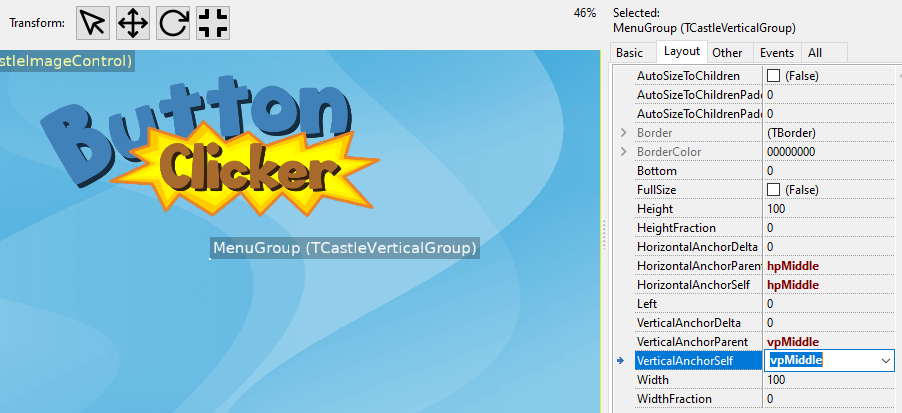 Transform:
46%
Selected:
MenuGroup (TCastleVerticalGroup)
Basic Layout Other Events All
stleImageControl)
Button
Clicker
MenuGroup (TCastleVerticalGroup)
AutoSizeToChildren (False)
AutoSizeToChildrenPadd 0
AutoSizeToChildrenPadd 0
Border (TBorder)
BorderColor 00000000
Bottom 0
FullSize (False)
Height 100
HeightFraction 0
HorizontalAnchorDelta 0
HorizontalAnchorParent hpMiddle
HorizontalAnchorSelf hpMiddle
Left 0
VerticalAnchorDelta 0
VerticalAnchorParent vpMiddle
VerticalAnchorSelf vpMiddle
Width 100
WidthFraction 0